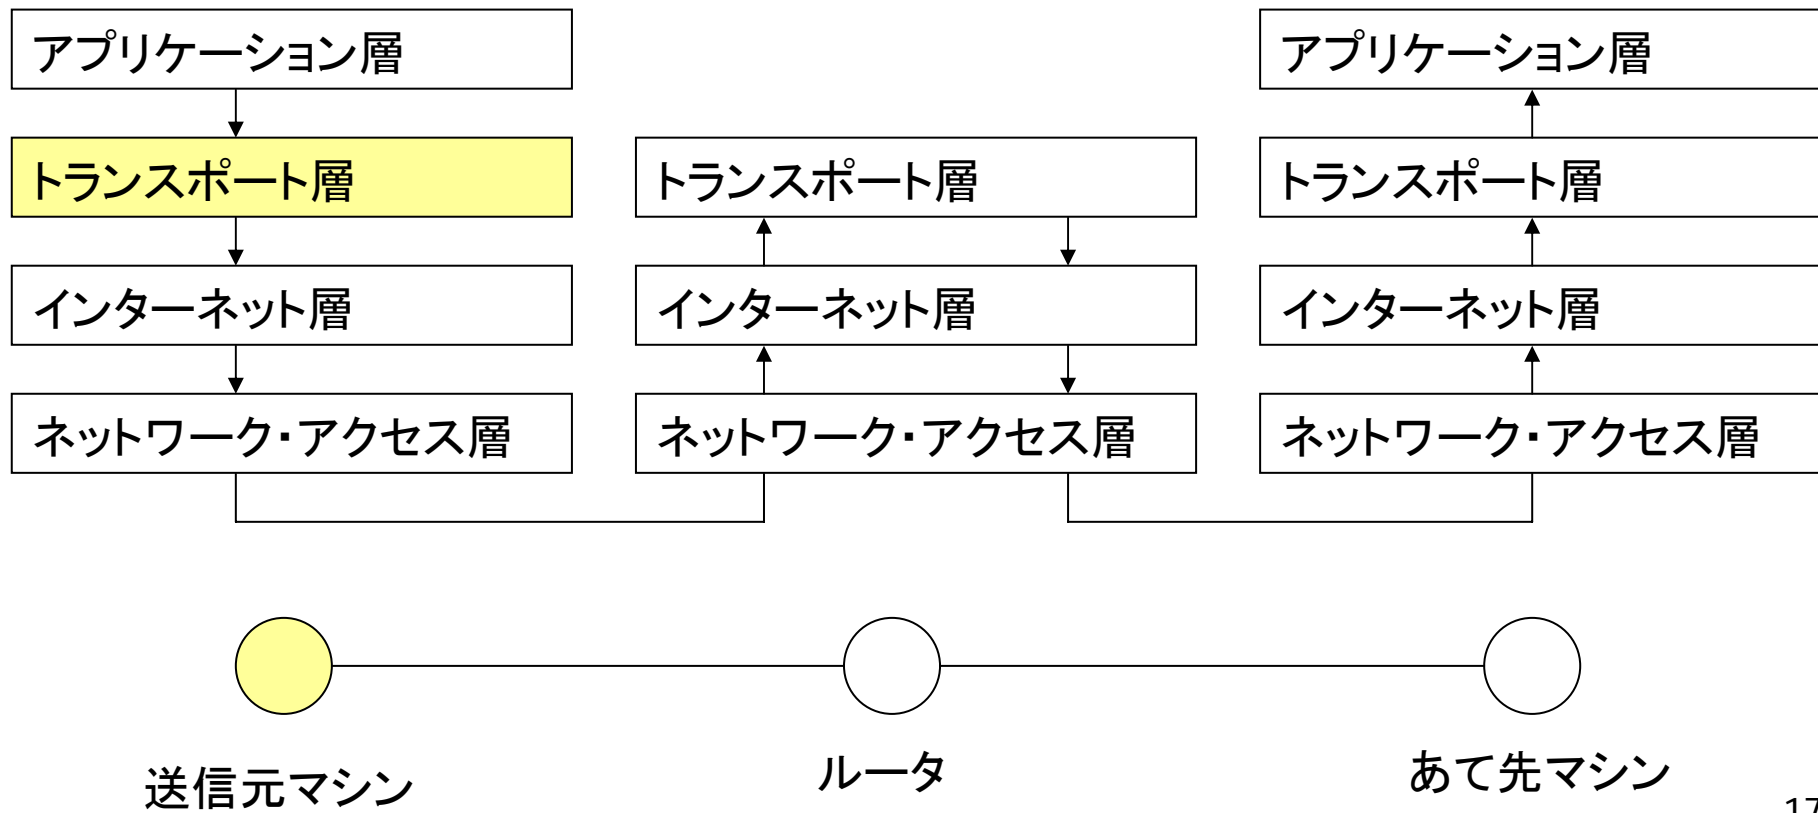 アプリケーション層
トランスポート層
インターネット層
ネットワーク・アクセス層
トランスポート層
インターネット層
ネットワーク・アクセス層
アプリケーション層
トランスポート層
インターネット層
ネットワーク・アクセス層
送信元マシン
ルータ
あて先マシン
17